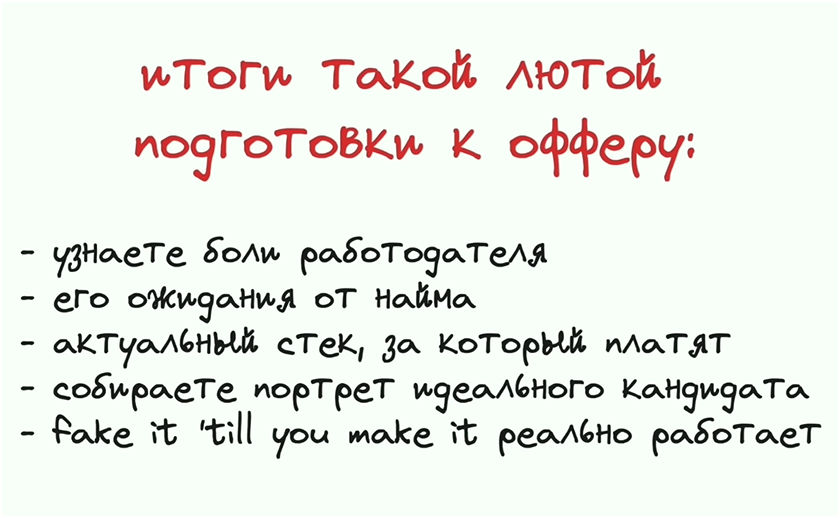 итоги такой лютой
подготовки к офферу:
- узнаете боли работодателя
- его ожидания от найма
- актуальный стек, за который платят
- собираете портрет идеального кандидата
- fake it 'till you make it реально работает